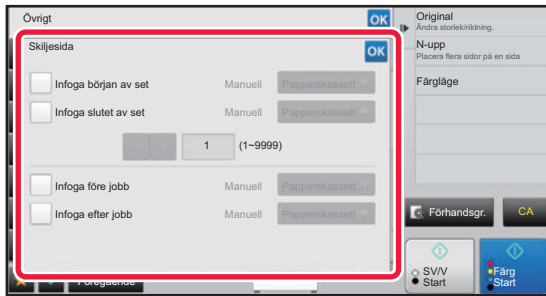 Övrigt
OK
Skiljesida
OK
Infoga början av set
Manuell
Papperskassett
Infoga slutet av set
Manuell
Papperskassett
1
(1~9999)
Infoga före jobb
Manuell
Papperskassett
Infoga efter jobb
Manuell
Papperskassett
Föregående
Original
Ändra storlek/riktning.
N-upp
Placera flera sidor på en sida
Färgläge
Förhandsgr.
CA
SV/V
Start
Färg
Start